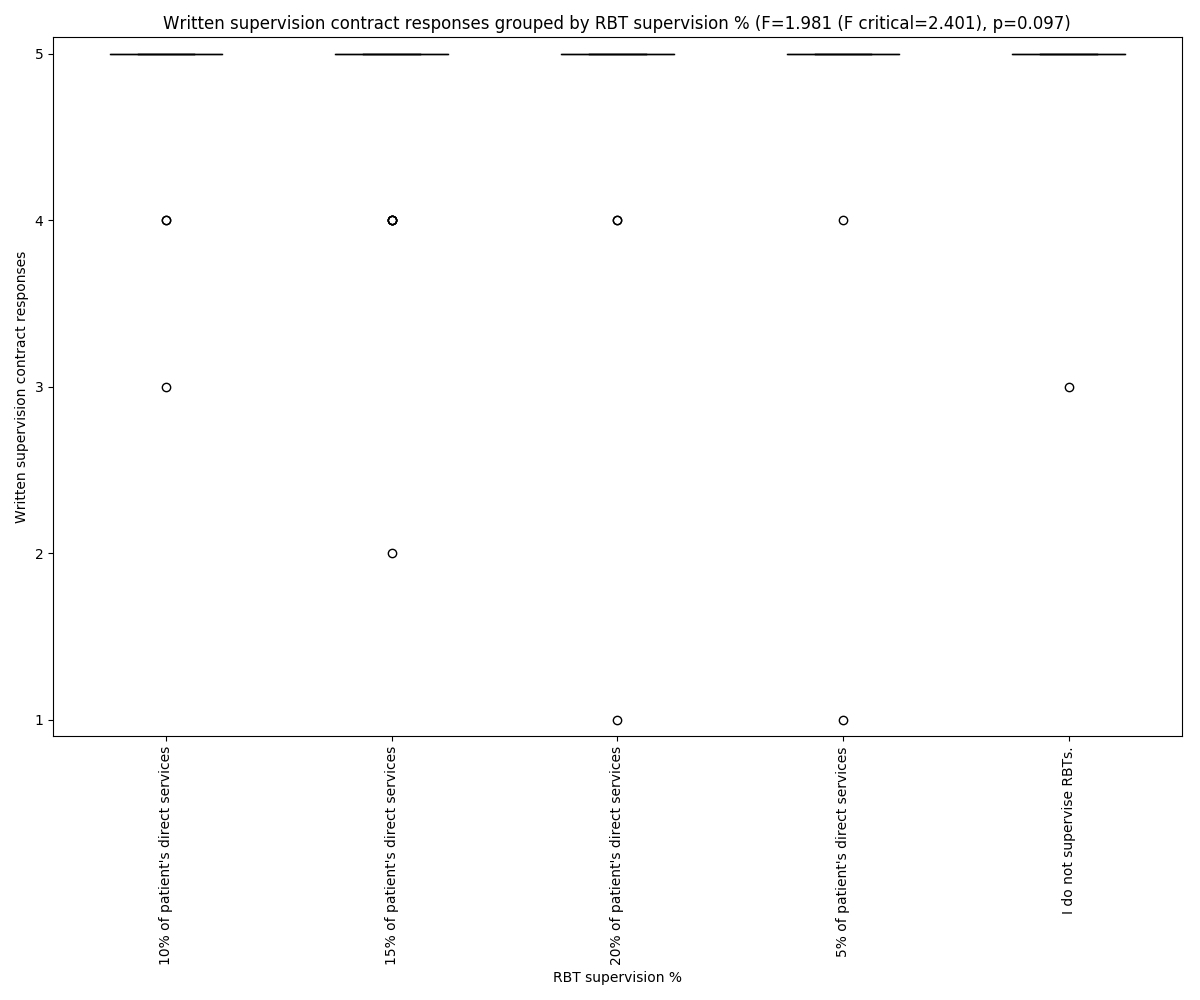 Written supervision contract responses grouped by RBT supervision % (F=1.981 (F critical=2.401), p=0.097)
Written supervision contract responses
5
4
3
2
1
10% of patient's direct services
15% of patient's direct services
20% of patient's direct services
5% of patient's direct services
I do not supervise RBTs.
RBT supervision %